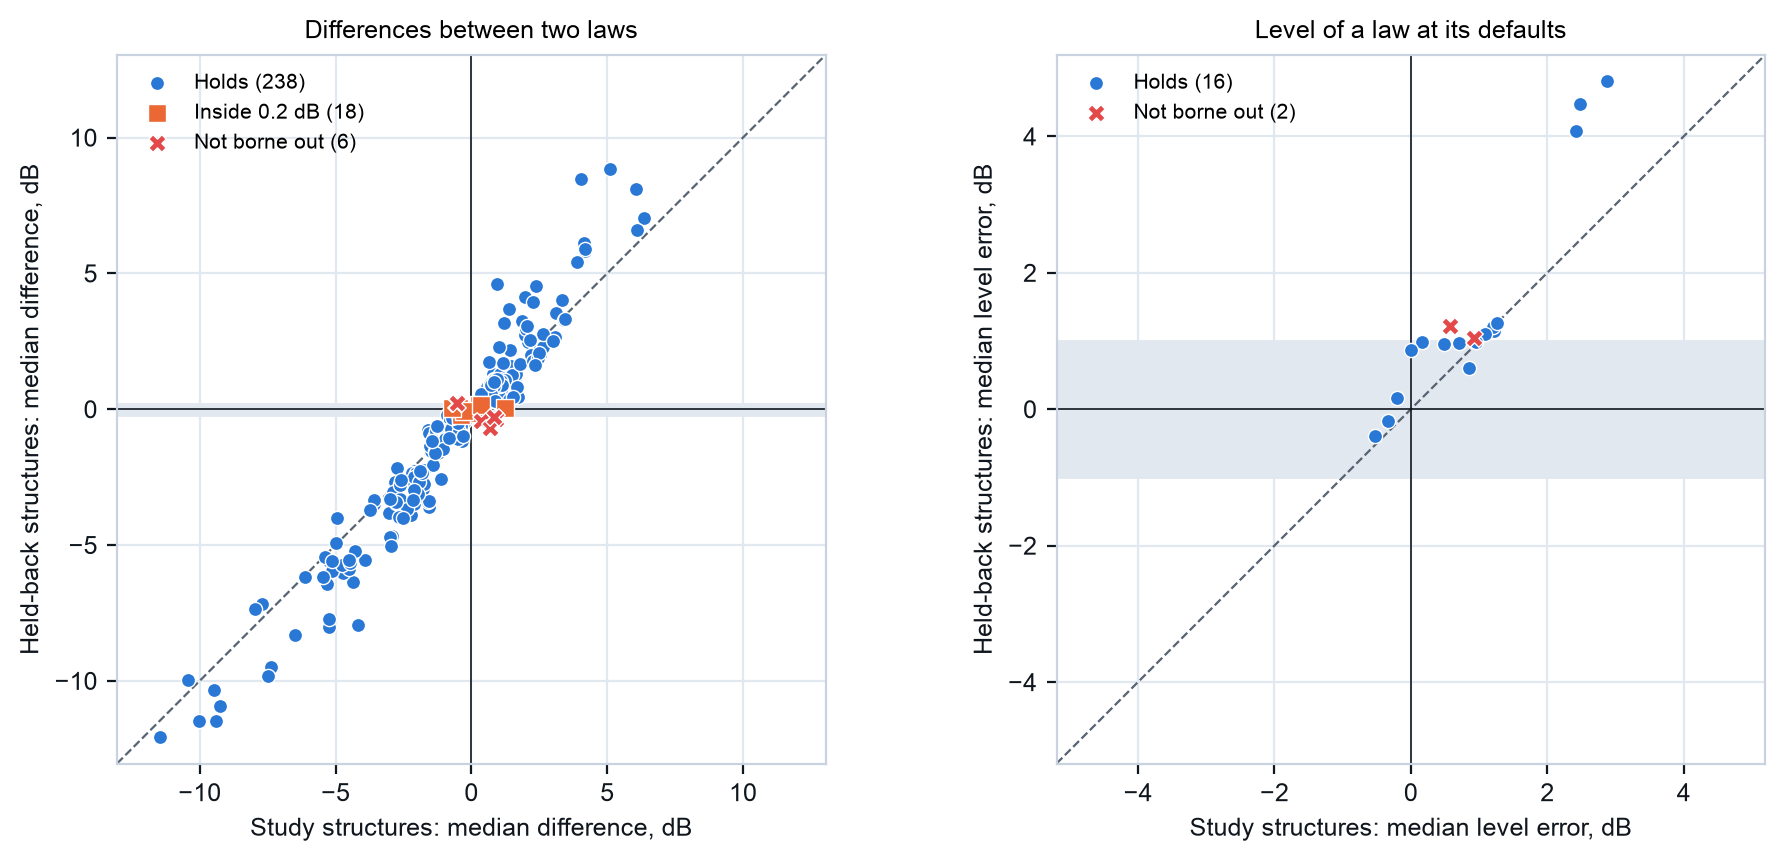 Differences between two laws
Holds (238)
Inside 0.2 dB (18)
Not borne out (6)
10
5
0
−5
−10
−10
−5
0
5
10
Held-back structures: median difference, dB
Study structures: median difference, dB
Level of a law at its defaults
Holds (16)
Not borne out (2)
4
2
0
−2
−4
−4
−2
0
2
4
Held-back structures: median level error, dB
Study structures: median level error, dB